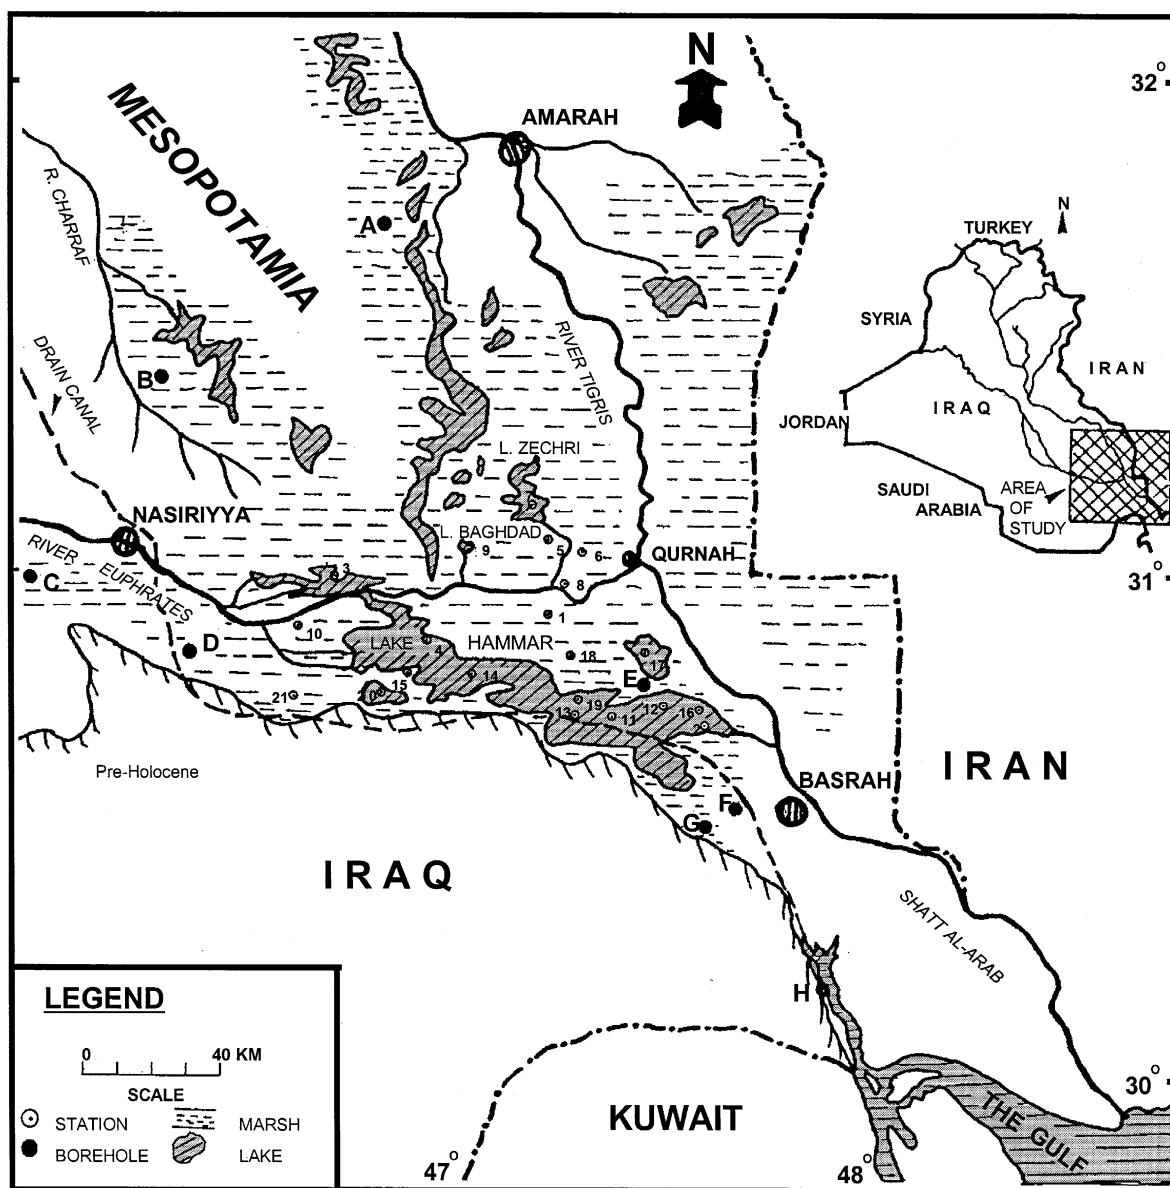 N
32°
AMARAH
MESOPOTAMIA
R. CHARRAF
A
N
TURKEY
SYRIA
IRAN
IRAQ
JORDAN
SAUDI
ARABIA
AREA
OF
STUDY
RIVER TIGRIS
DRAIN CANAL
B
L. ZECHRI
NASIRIYYA
L. BAGHDAD
9
5
6
QURNAH
31°
RIVER
EUPHRATES
C
3
8
1
10
D
LAKE
HAMMAR
4
18
17
E
14
15
21
20
19
13
11
12
16
2
Pre-Holocene
IRAN
BASRAH
F
G
IRAQ
SHATT AL-ARAB
H
LEGEND
0 40 KM
SCALE
STATION
MARSH
BOREHOLE
LAKE
KUWAIT
30°
THE GULF
47°
48°